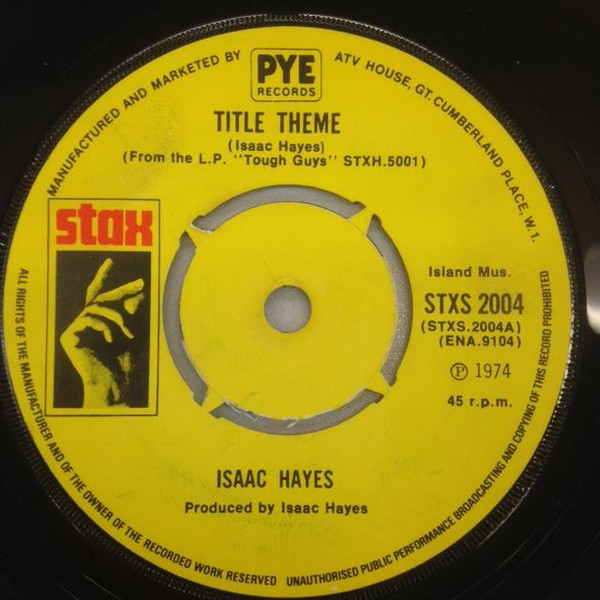 MANUFACTURED AND MARKETED BY
PYE
RECORDS
ATV HOUSE, GT. CUMBERLAND PLACE, W.1.
TITLE THEME
(Isaac Hayes)
(From the L.P. "Tough Guys" STXH.5001)
stax
Island Mus.
STXS 2004
(STXS.2004A)
(ENA.9104)
Ⓟ 1974
45 r.p.m.
ISAAC HAYES
Produced by Isaac Hayes
ALL RIGHTS OF THE MANUFACTURER AND OF THE OWNER OF THE RECORDED WORK RESERVED UNAUTHORISED PUBLIC PERFORMANCE BROADCASTING AND COPYING OF THIS RECORD PROHIBITED